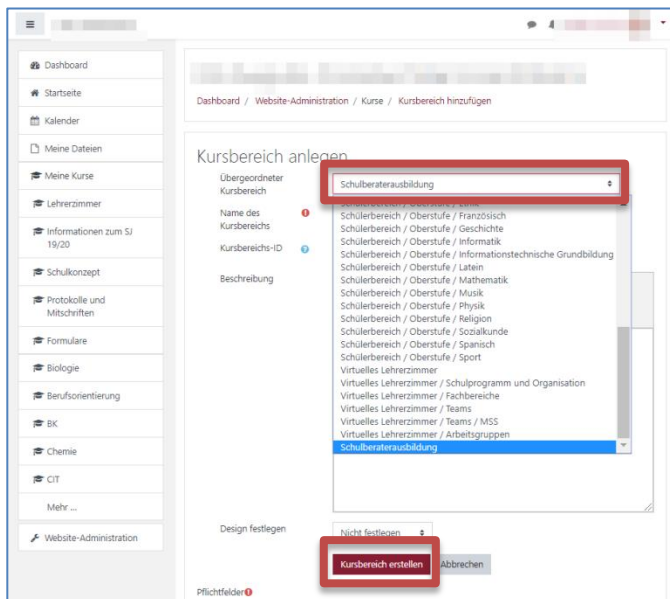 Dashboard
Startseite
Kalender
Meine Dateien
Meine Kurse
Lehrerzimmer
Informationen zum SJ
19/20
Schulkonzept
Protokolle und
Mitschriften
Formulare
Biologie
Berufsorientierung
BK
Chemie
CIT
Mehr ...
Website-Administration
Dashboard / Website-Administration / Kurse / Kursbereich hinzufügen
Kursbereich anlegen
Übergeordneter
Kursbereich
Schulberaterausbildung
Name des
Kursbereichs
Kursbereichs-ID
Beschreibung
Schülerbereich / Oberstufe / Ethik
Schülerbereich / Oberstufe / Französisch
Schülerbereich / Oberstufe / Geschichte
Schülerbereich / Oberstufe / Informatik
Schülerbereich / Oberstufe / Informationstechnische Grundbildung
Schülerbereich / Oberstufe / Latein
Schülerbereich / Oberstufe / Mathematik
Schülerbereich / Oberstufe / Musik
Schülerbereich / Oberstufe / Physik
Schülerbereich / Oberstufe / Religion
Schülerbereich / Oberstufe / Sozialkunde
Schülerbereich / Oberstufe / Spanisch
Schülerbereich / Oberstufe / Sport
Virtuelles Lehrerzimmer
Virtuelles Lehrerzimmer / Schulprogramm und Organisation
Virtuelles Lehrerzimmer / Fachbereiche
Virtuelles Lehrerzimmer / Teams
Virtuelles Lehrerzimmer / Teams / MSS
Virtuelles Lehrerzimmer / Arbeitsgruppen
Schulberaterausbildung
Design festlegen
Nicht festlegen
Kursbereich erstellen
Abbrechen
Pflichtfelder